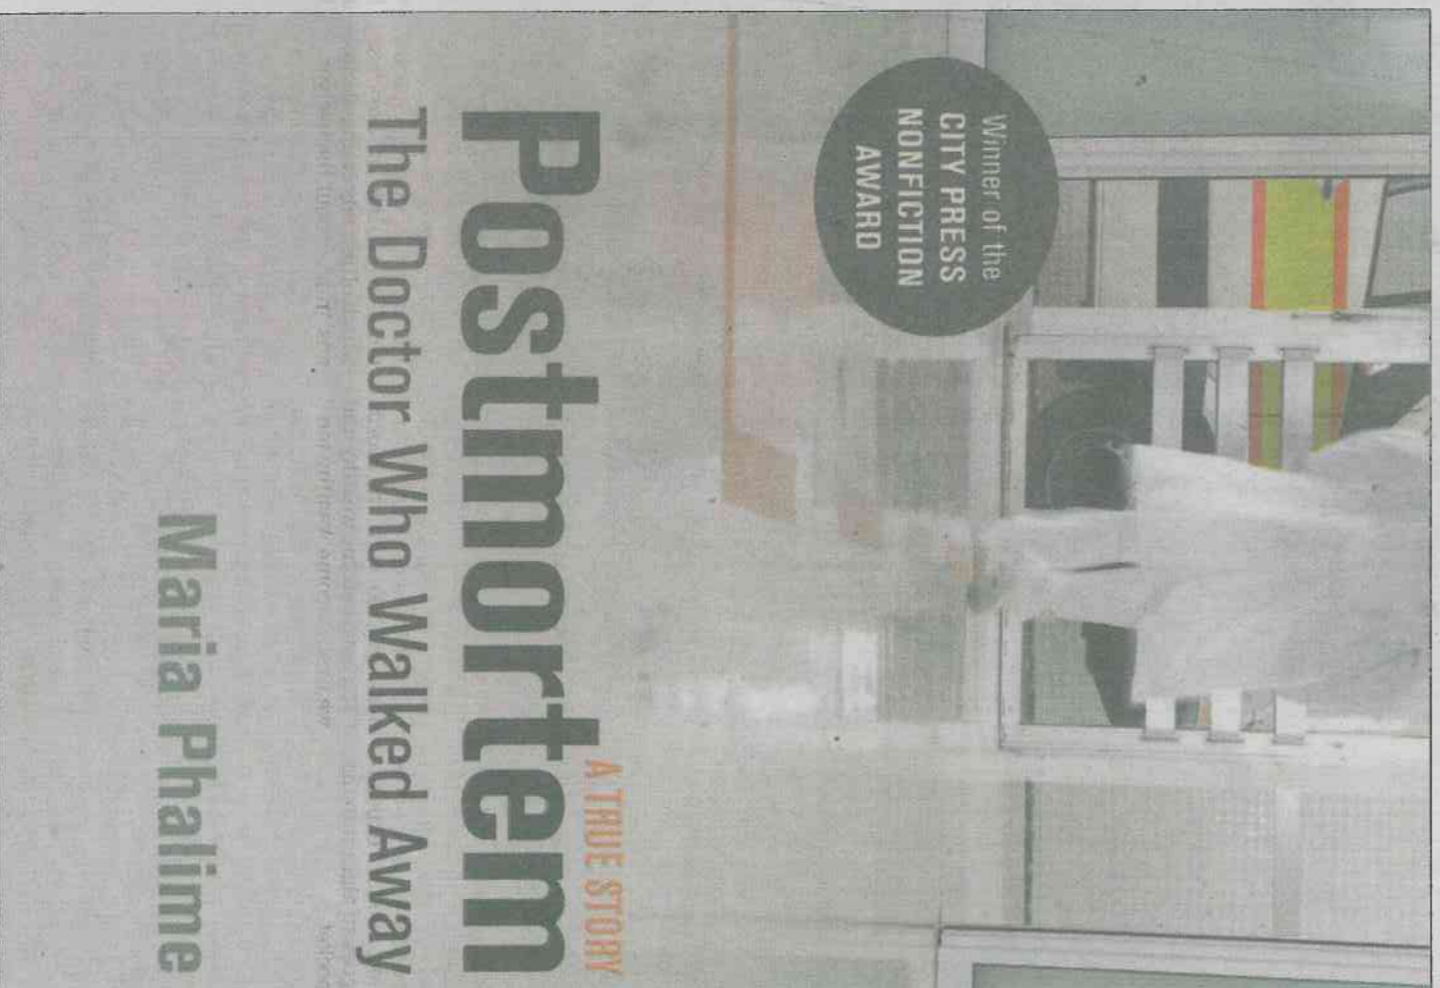 Winner of the
CITY PRESS
NONFICTION
AWARD
A TRUE STORY
Postmortem
The Doctor Who Walked Away
Maria Phalime